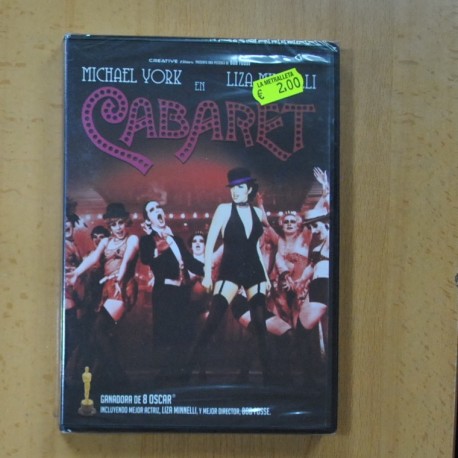 CREATIVE
MICHAEL YORK EN LIZA M LLI
LA METRALLETA
€ 2,00
CABARET
GANADORA DE 8 OSCAR®
INCLUYENDO MEJOR ACTRIZ, LIZA MINNELLI, Y MEJOR DIRECTOR, BOB FOSSE.